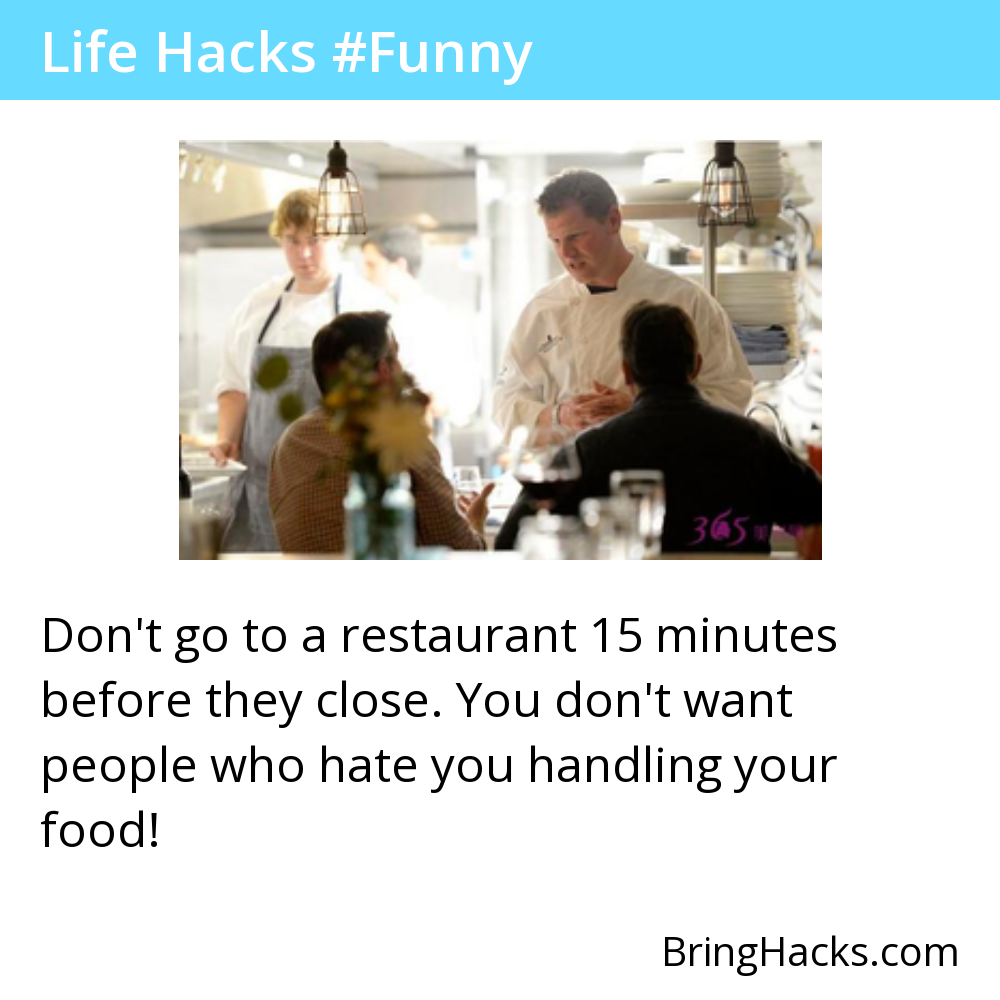 Life Hacks #Funny
365
Don't go to a restaurant 15 minutes
before they close. You don't want
people who hate you handling your
food!
BringHacks.com